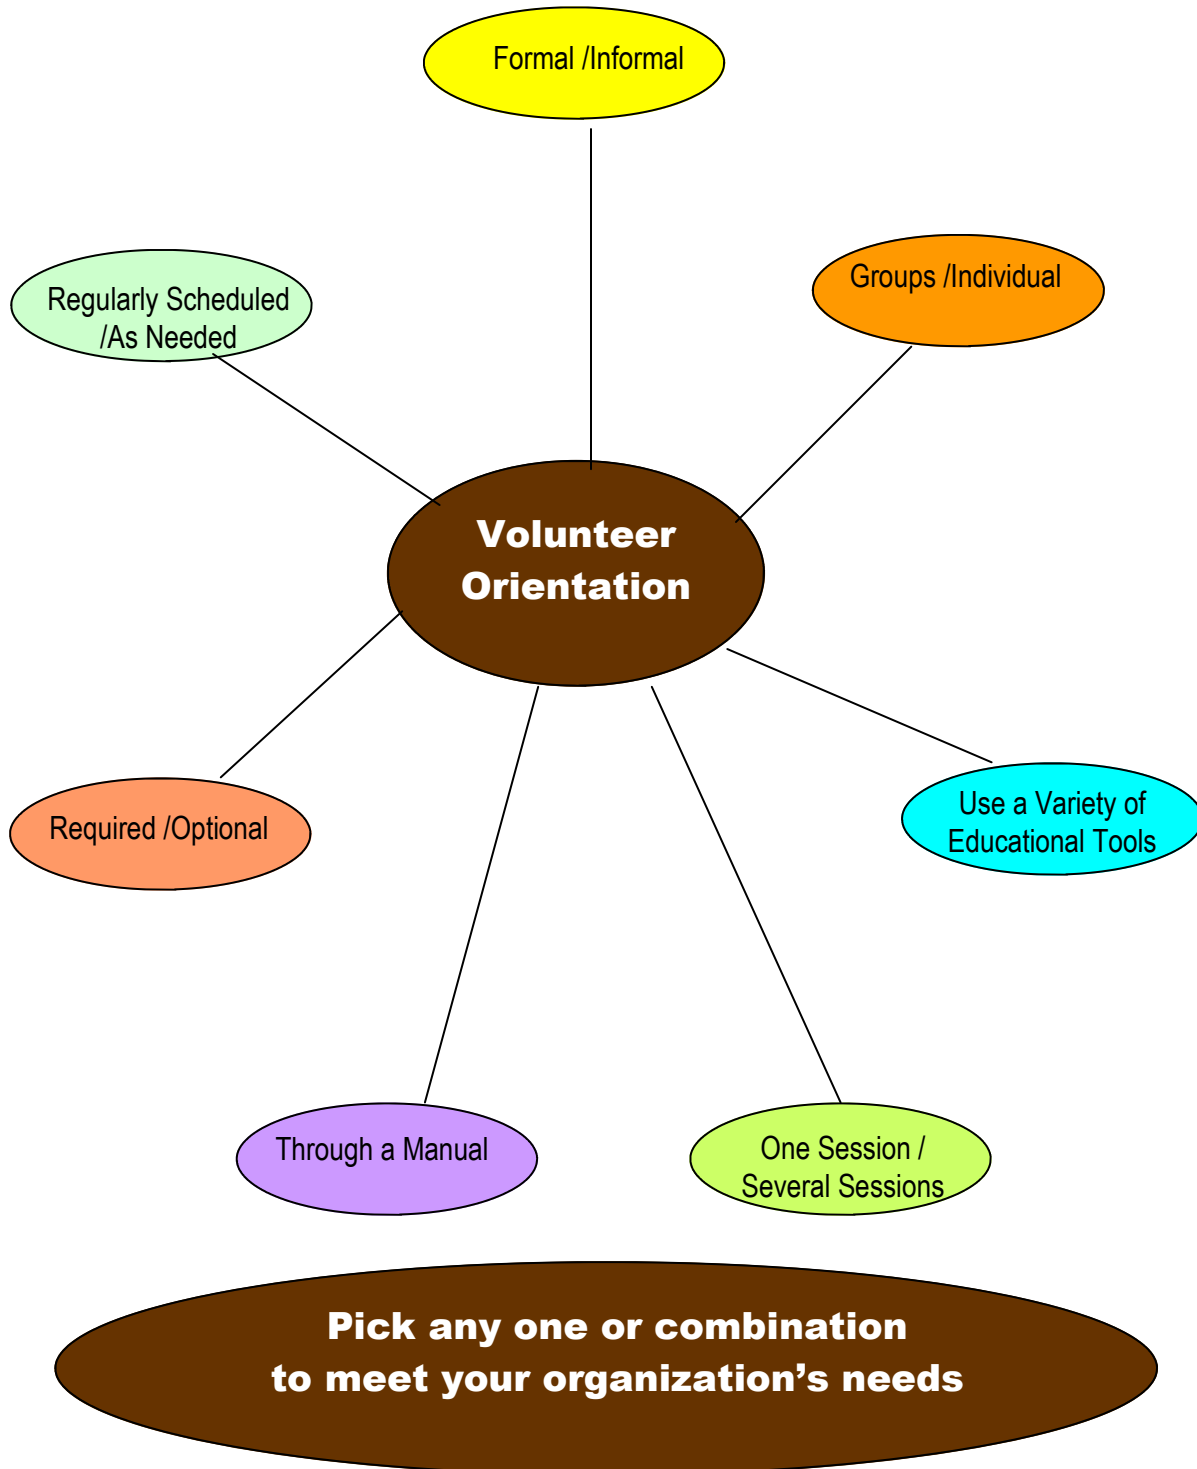 Formal /Informal
Groups /Individual
Regularly Scheduled
/As Needed
Volunteer
Orientation
Required /Optional
Use a Variety of
Educational Tools
Through a Manual
One Session /
Several Sessions
Pick any one or combination
to meet your organization’s needs